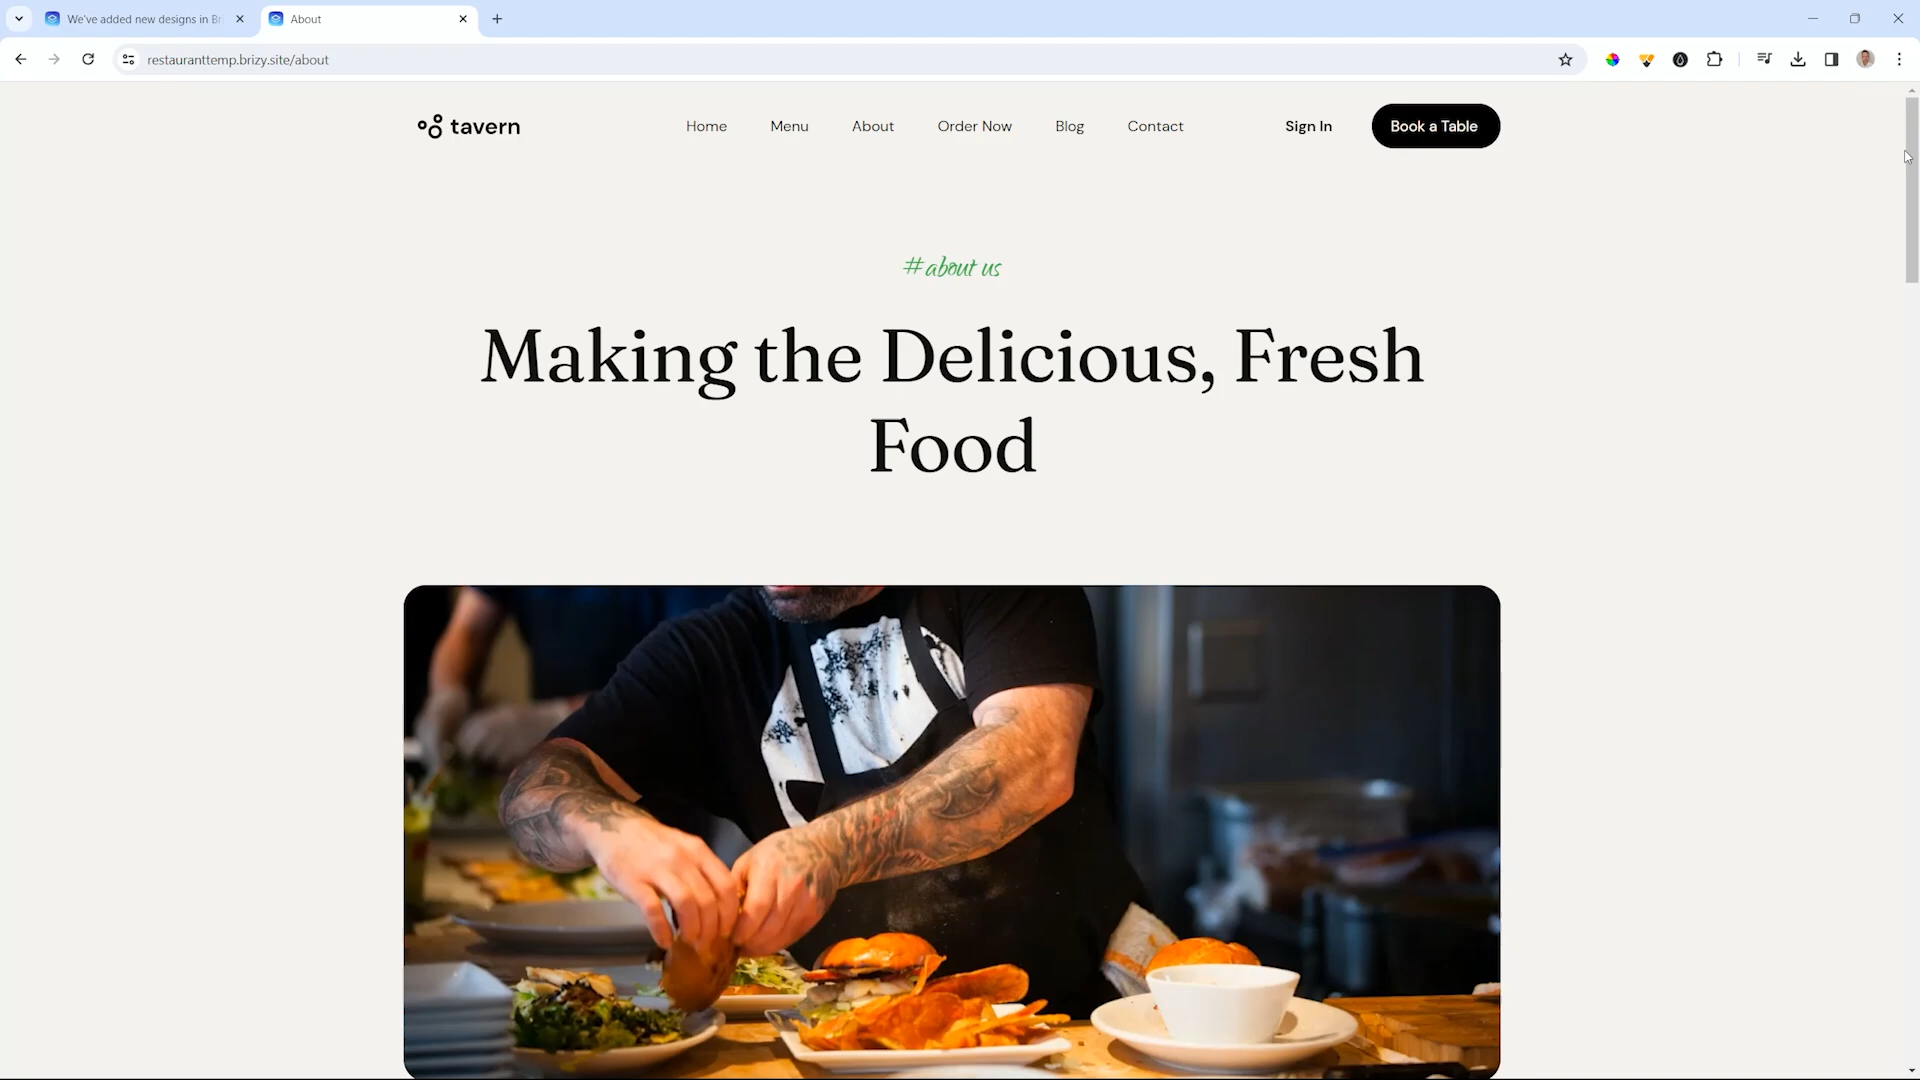 We've added new designs in Br
About
restauranttemp.brizy.site/about
tavern
Home
Menu
About
Order Now
Blog
Contact
Sign In
Book a Table
#about us
Making the Delicious, Fresh
Food